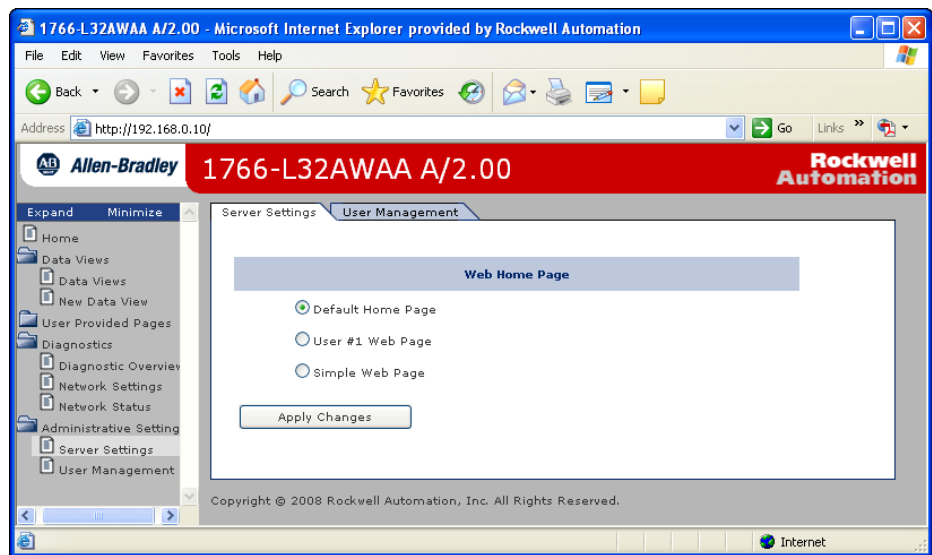 1766-L32AWAA A/2.00 - Microsoft Internet Explorer provided by Rockwell Automation
File Edit View Favorites Tools Help
Back Search Favorites
Address http://192.168.0.10/ Go Links »
AB Allen-Bradley 1766-L32AWAA A/2.00 Rockwell
Automation
Expand Minimize
Home
Data Views
Data Views
New Data View
User Provided Pages
Diagnostics
Diagnostic Overview
Network Settings
Network Status
Administrative Setting
Server Settings
User Management
Server Settings User Management
Web Home Page
Default Home Page
User #1 Web Page
Simple Web Page
Apply Changes
Copyright © 2008 Rockwell Automation, Inc. All Rights Reserved.
Internet